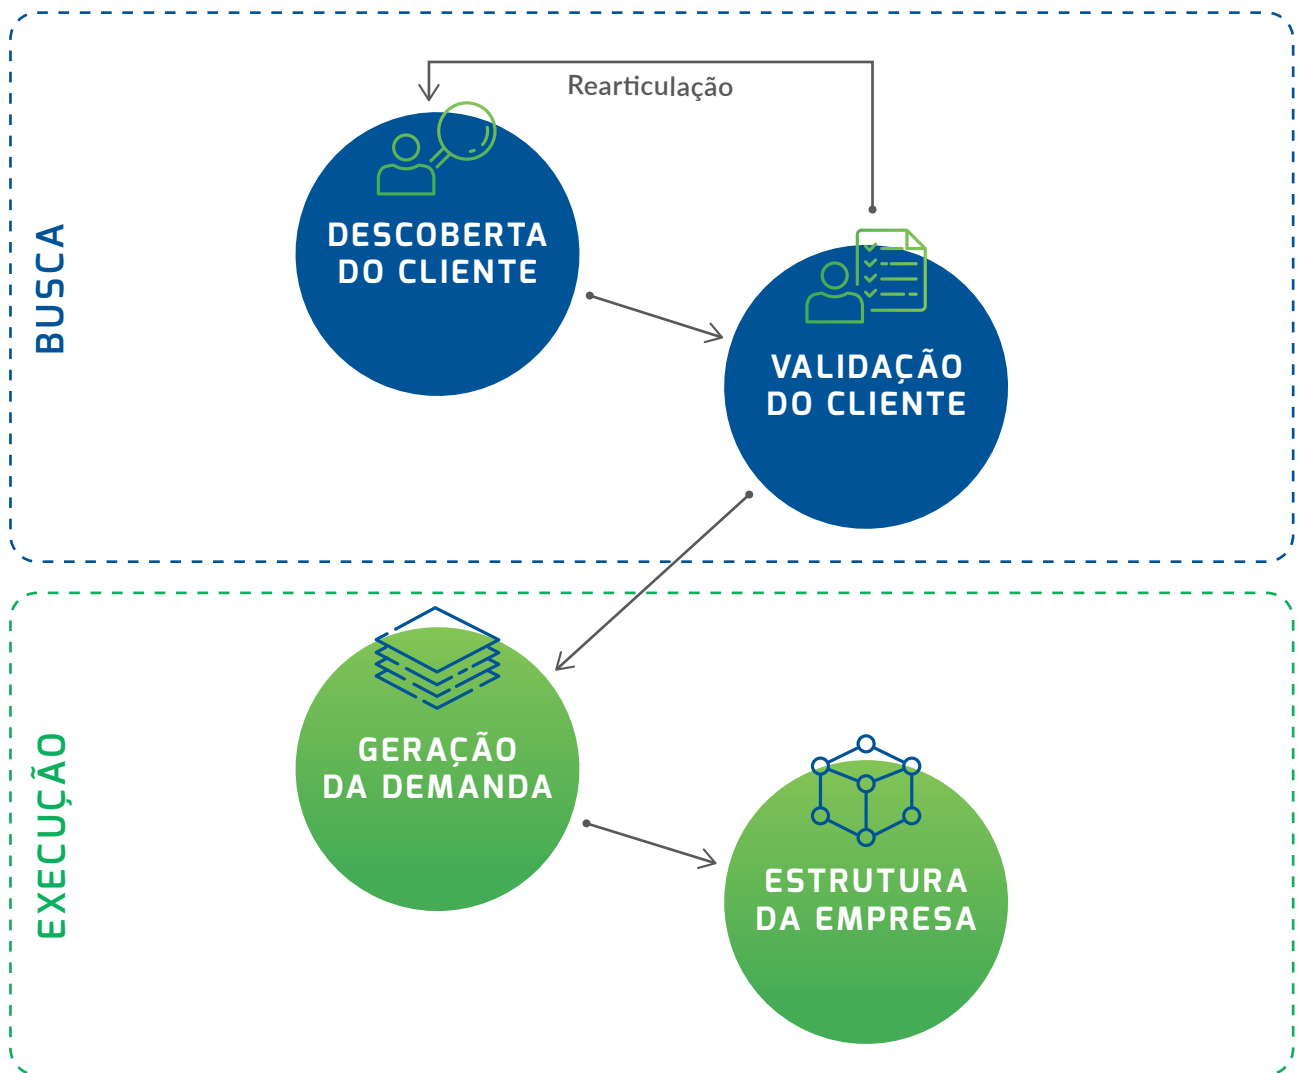 Rearticulação
BUSCA
DESCOBERTA
DO CLIENTE
VALIDAÇÃO
DO CLIENTE
EXECUÇÃO
GERAÇÃO
DA DEMANDA
ESTRUTURA
DA EMPRESA